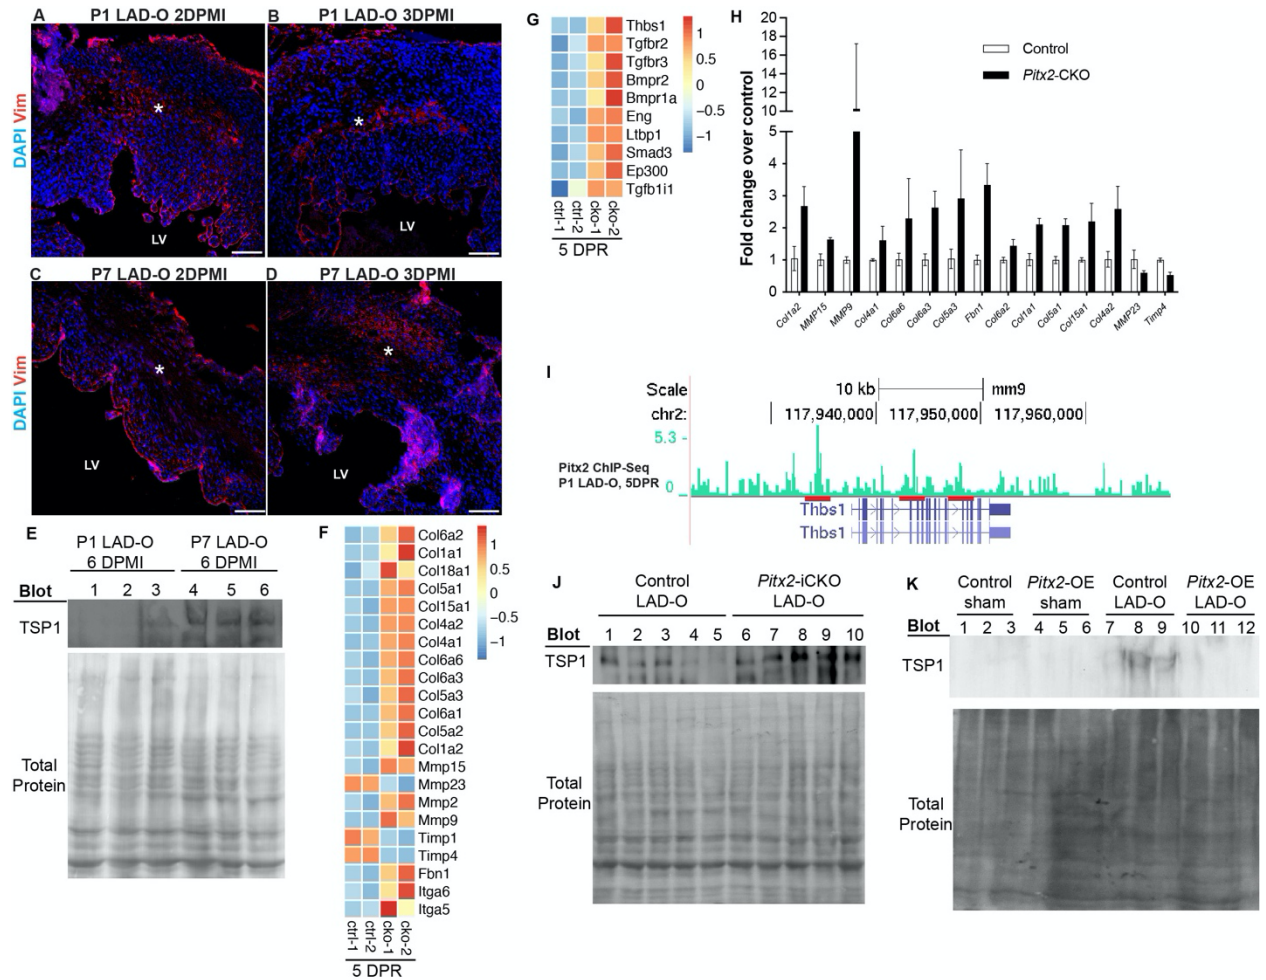 A P1 LAD-O 2DPMI
DAPI Vim
*
LV
B P1 LAD-O 3DPMI
*
LV
C P7 LAD-O 2DPMI
DAPI Vim
*
LV
D P7 LAD-O 3DPMI
*
LV
E
P1 LAD-O P7 LAD-O
6 DPMI 6 DPMI
Blot 1 2 3 4 5 6
TSP1
Total
Protein
F
Col6a2
Col1a1
Col18a1
Col5a1
Col15a1
Col4a2
Col4a1
Col6a6
Col6a3
Col5a3
Col6a1
Col5a2
Col1a2
Mmp15
Mmp23
Mmp2
Mmp9
Timp1
Timp4
Fbn1
Itga6
Itga5
1
0.5
0
−0.5
−1
ctrl-1 ctrl-2 cko-1 cko-2
5 DPR
G
Thbs1
Tgfbr2
Tgfbr3
Bmpr2
Bmpr1a
Eng
Ltbp1
Smad3
Ep300
Tgfb1i1
1
0.5
0
−0.5
−1
ctrl-1 ctrl-2 cko-1 cko-2
5 DPR
H
Fold change over control
20
18
16
14
12
10
5
4
3
2
1
0
Control
Pitx2-CKO
Col1a2 MMP15 MMP9 Col4a1 Col6a6 Col6a3 Col5a3 Fbn1 Col6a2 Col1a1 Col5a1 Col15a1 Col4a2 MMP23 Timp4
I
Scale 10 kb mm9
chr2: 117,940,000 117,950,000 117,960,000
5.3 -
Pitx2 ChIP-Seq
P1 LAD-O, 5DPR
0 _
Thbs1
Thbs1
J
Control Pitx2-iCKO
LAD-O LAD-O
Blot 1 2 3 4 5 6 7 8 9 10
TSP1
Total
Protein
K
Control Pitx2-OE Control Pitx2-OE
sham sham LAD-O LAD-O
Blot 1 2 3 4 5 6 7 8 9 10 11 12
TSP1
Total
Protein